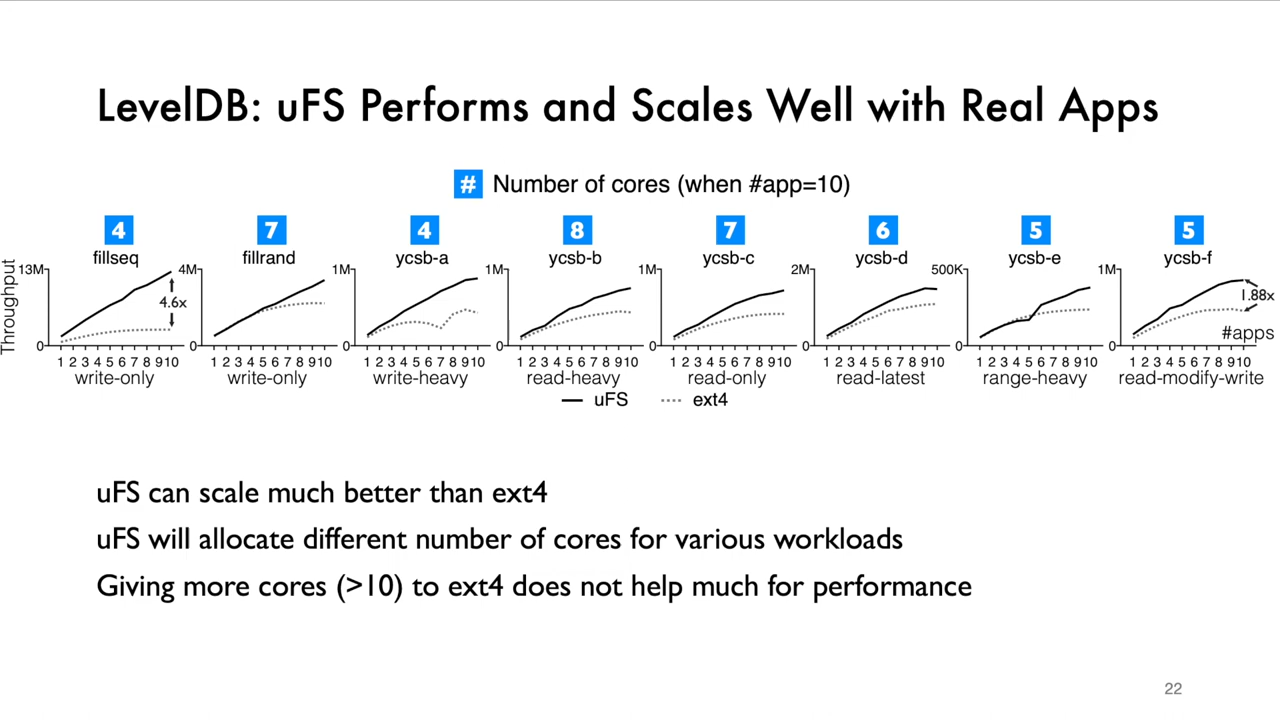 LevelDB: uFS Performs and Scales Well with Real Apps
# Number of cores (when #app=10)
4 7 4 8 7 6 5 5
fillseq fillrand ycsb-a ycsb-b ycsb-c ycsb-d ycsb-e ycsb-f
Throughput
13M 4M 1M 1M 1M 2M 500K 1M
4.6x 1.88x
#apps
0 0 0 0 0 0 0 0
1 2 3 4 5 6 7 8 9 10 1 2 3 4 5 6 7 8 9 10 1 2 3 4 5 6 7 8 9 10 1 2 3 4 5 6 7 8 9 10 1 2 3 4 5 6 7 8 9 10 1 2 3 4 5 6 7 8 9 10 1 2 3 4 5 6 7 8 9 10 1 2 3 4 5 6 7 8 9 10
write-only write-only write-heavy read-heavy read-only read-latest range-heavy read-modify-write
uFS ext4
uFS can scale much better than ext4
uFS will allocate different number of cores for various workloads
Giving more cores (>10) to ext4 does not help much for performance
22